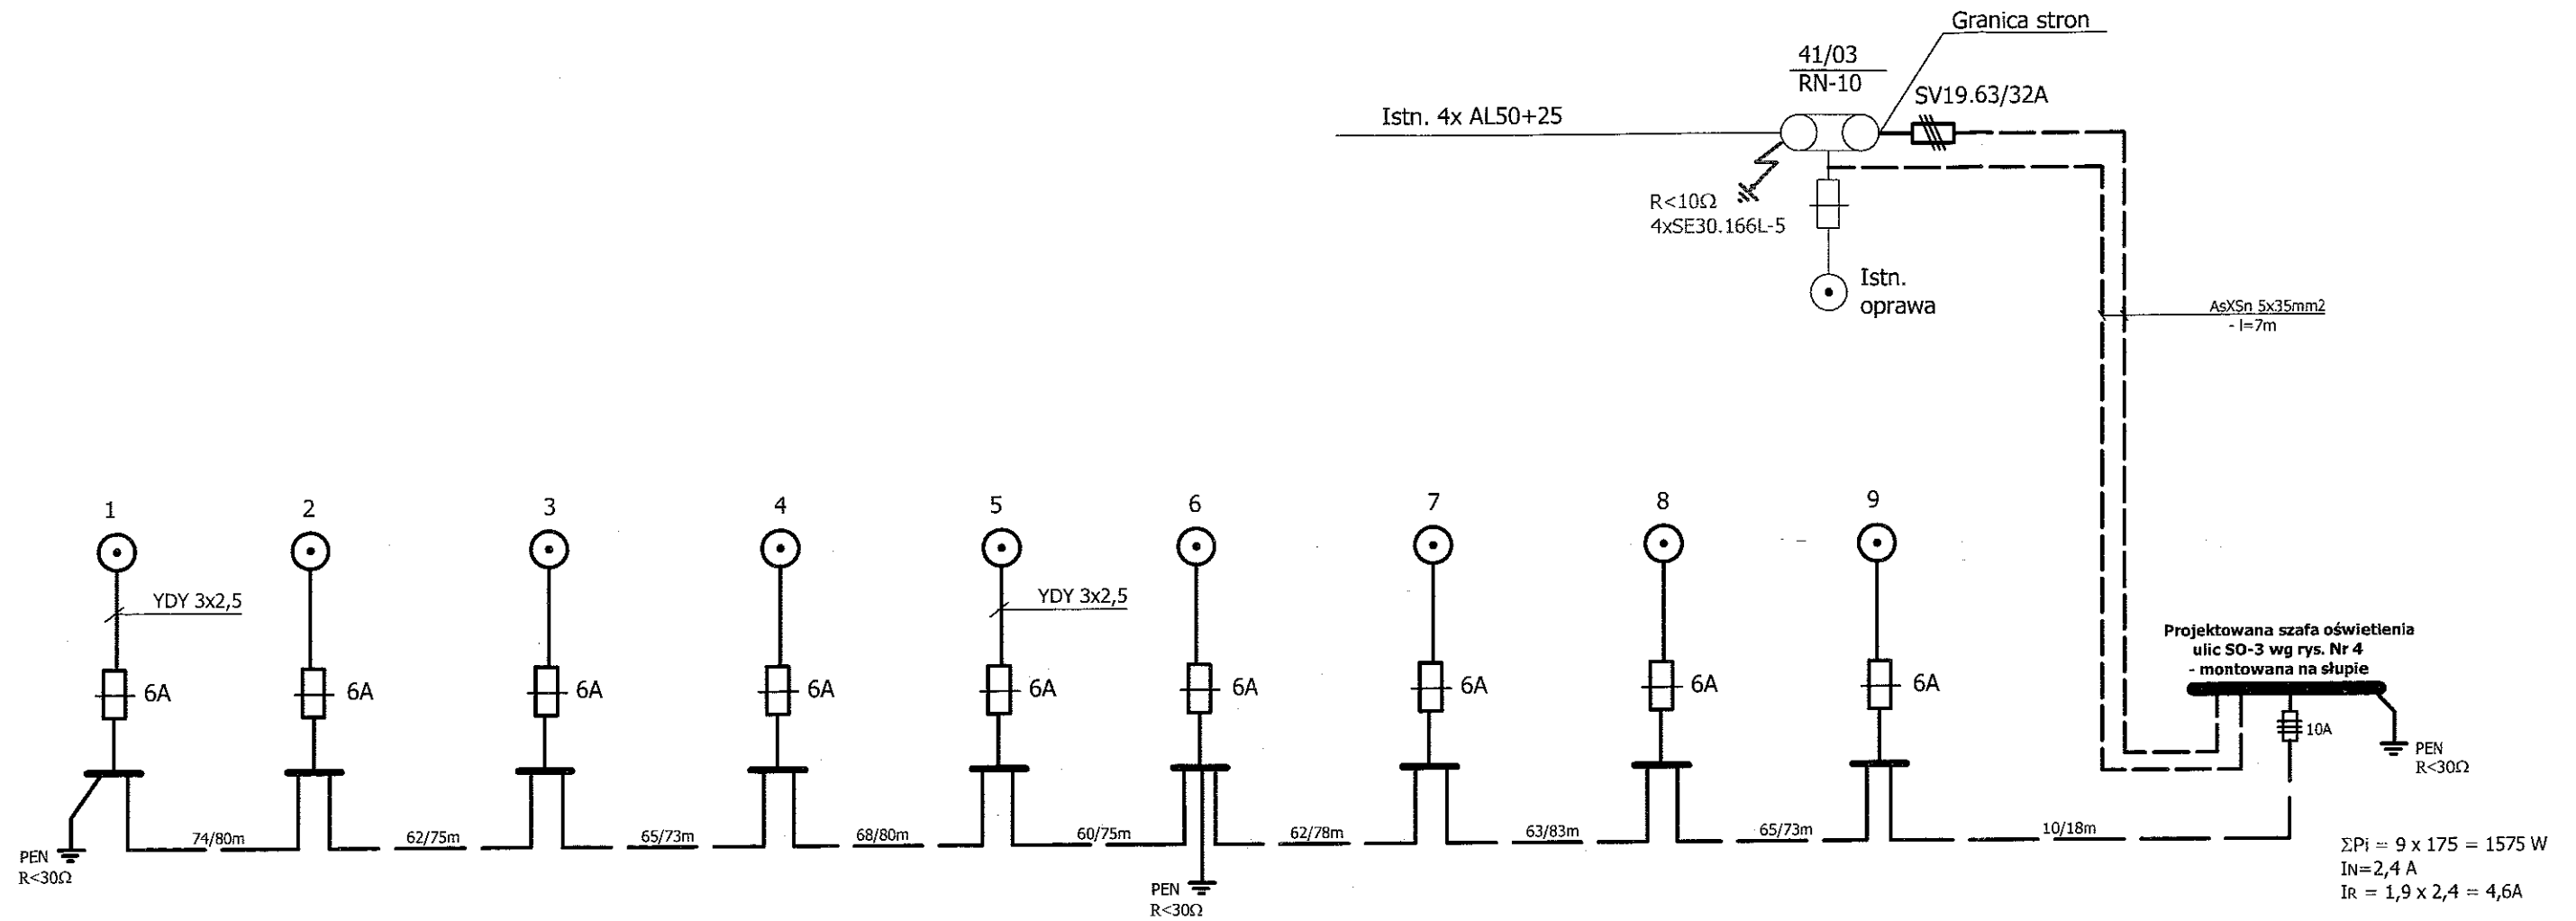 Granica stron
41/03
RN-10
SV19.63/32A
Istn. 4x AL50+25
R<10Ω
4xSE30.166L-5
Istn.
oprawa
AsXSn 5x35mm2
- l=7m
1
2
3
4
5
6
7
8
9
YDY 3x2,5
YDY 3x2,5
6A
6A
6A
6A
6A
6A
6A
6A
6A
Projektowana szafa oświetlenia
ulic SO-3 wg rys. Nr 4
- montowana na słupie
10A
PEN
R<30Ω
74/80m
62/75m
65/73m
68/80m
60/75m
62/78m
63/83m
65/73m
10/18m
PEN
R<30Ω
PEN
R<30Ω
ΣPi = 9 x 175 = 1575 W
IN=2,4 A
IR = 1,9 x 2,4 = 4,6A